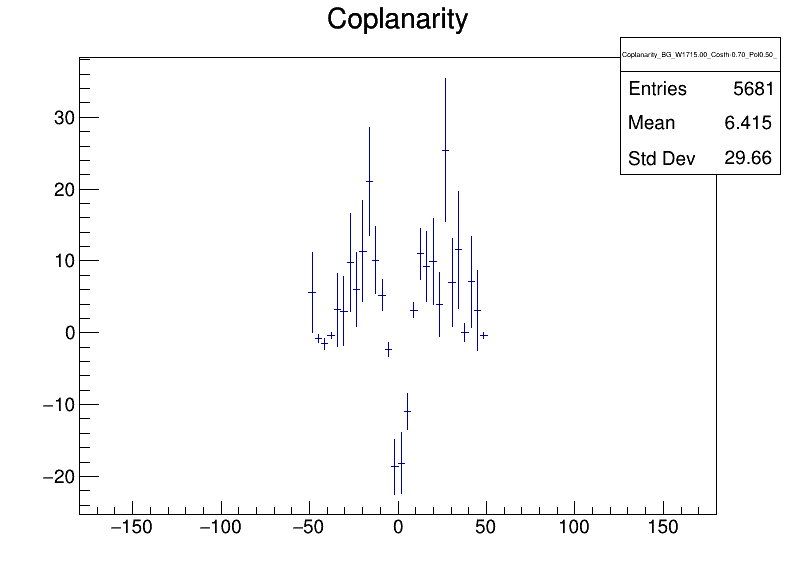 Coplanarity
Coplanarity_BG_W1715.00_Costh-0.70_Pol0.50_
Entries 5681
Mean 6.415
Std Dev 29.66
30
20
10
0
−10
−20
−150 −100 −50 0 50 100 150